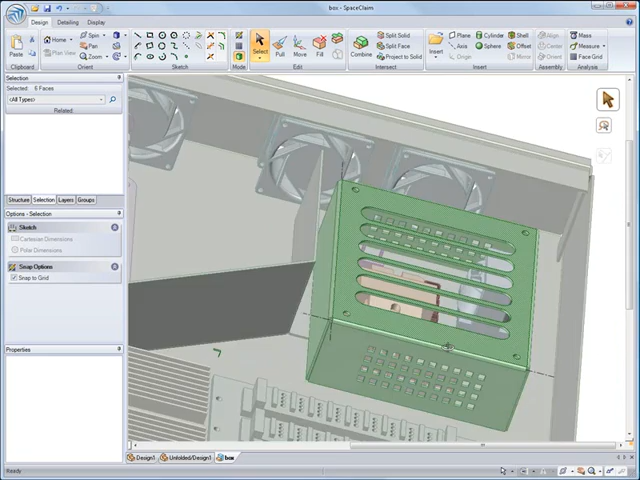 box - SpaceClaim
Design Detailing Display
Paste
Home
Plan View
Spin
Pan
Zoom
Select
Pull
Move
Fill
Combine
Split Solid
Split Face
Project to Solid
Insert
Plane
Axis
Origin
Cylinder
Sphere
Shell
Offset
Mirror
Align
Orient
Mass
Measure
Face Grid
Clipboard Orient Sketch Mode Edit Intersect Insert Assembly Analysis
Selection
Selected: 6 Faces
<All Types>
Related
Structure Selection Layers Groups
Options - Selection
Sketch
Cartesian Dimensions
Polar Dimensions
Snap Options
Snap to Grid
Properties
Design1 Unfolded/Design1 box
Ready